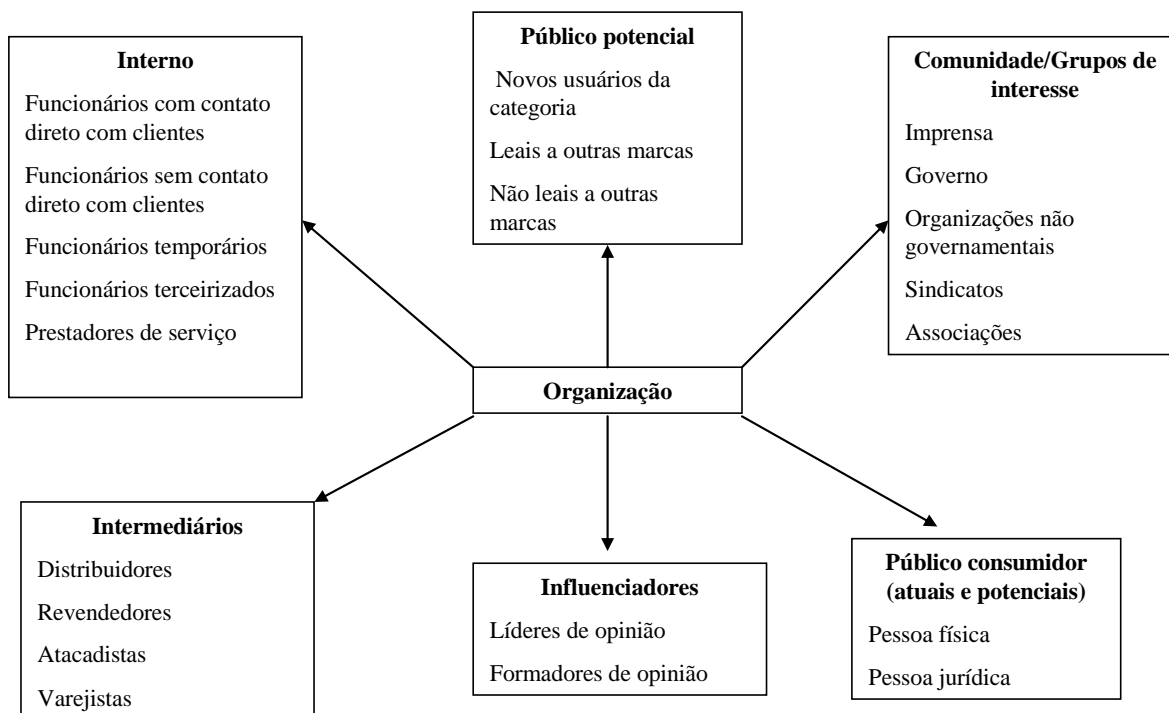 Interno
Funcionários com contato
direto com clientes
Funcionários sem contato
direto com clientes
Funcionários temporários
Funcionários terceirizados
Prestadores de serviço
Público potencial
Novos usuários da
categoria
Leais a outras marcas
Não leais a outras
marcas
Comunidade/Grupos de
interesse
Imprensa
Governo
Organizações não
governamentais
Sindicatos
Associações
Organização
Intermediários
Distribuidores
Revendedores
Atacadistas
Varejistas
Influenciadores
Líderes de opinião
Formadores de opinião
Público consumidor
(atuais e potenciais)
Pessoa física
Pessoa jurídica